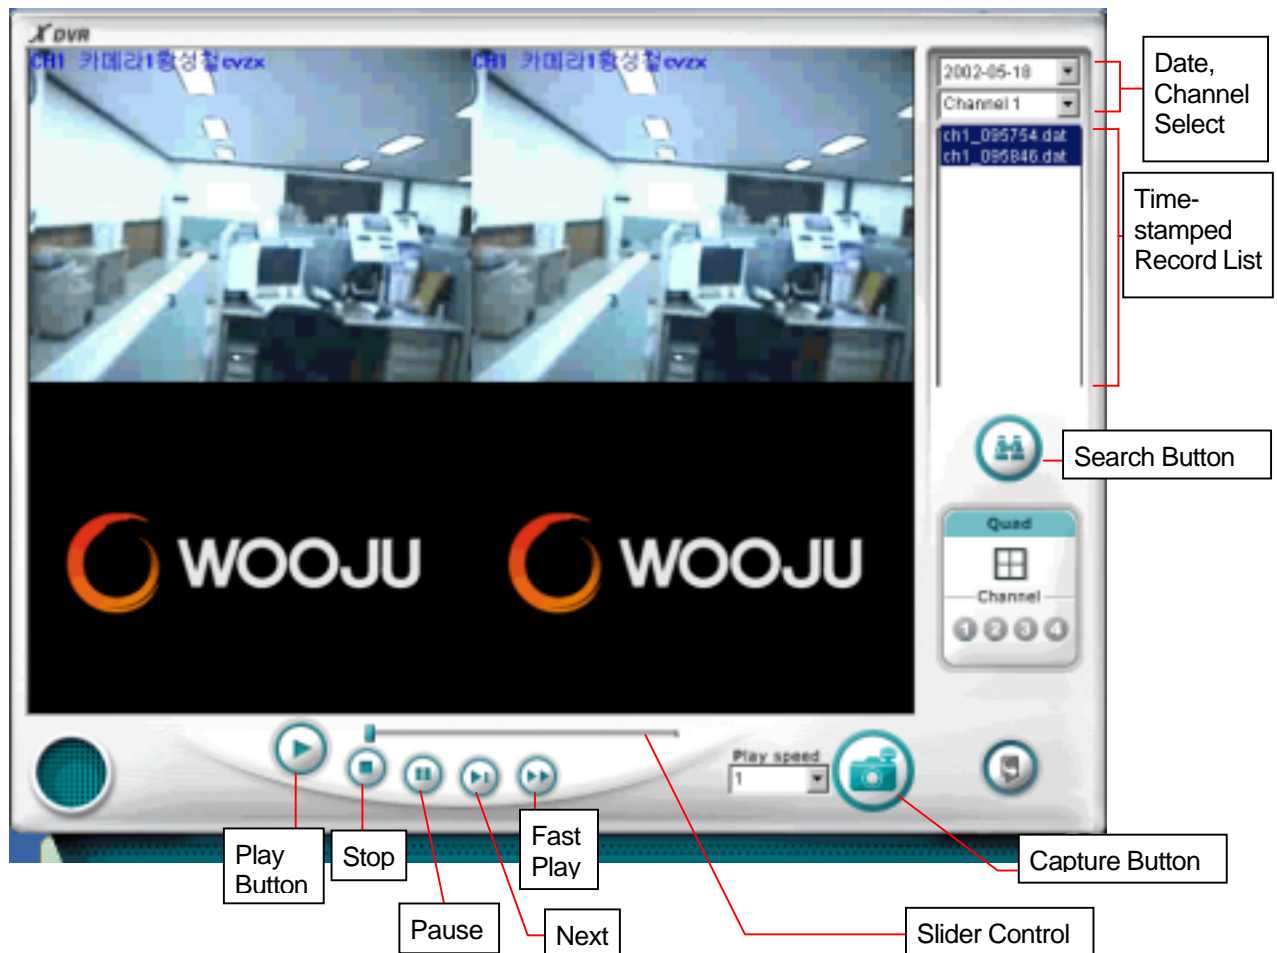 X DVR
CH1 카메라1황성철evzx
CH1 카메라1황성철evzx
2002-05-18
Channel 1
ch1_095754.dat
ch1_095846.dat
Date,
Channel
Select
Time-
stamped
Record List
Search Button
Quad
Channel
1 2 3 4
WOOJU
WOOJU
Play speed
1
Play
Button
Stop
Pause
Next
Fast
Play
Capture Button
Slider Control